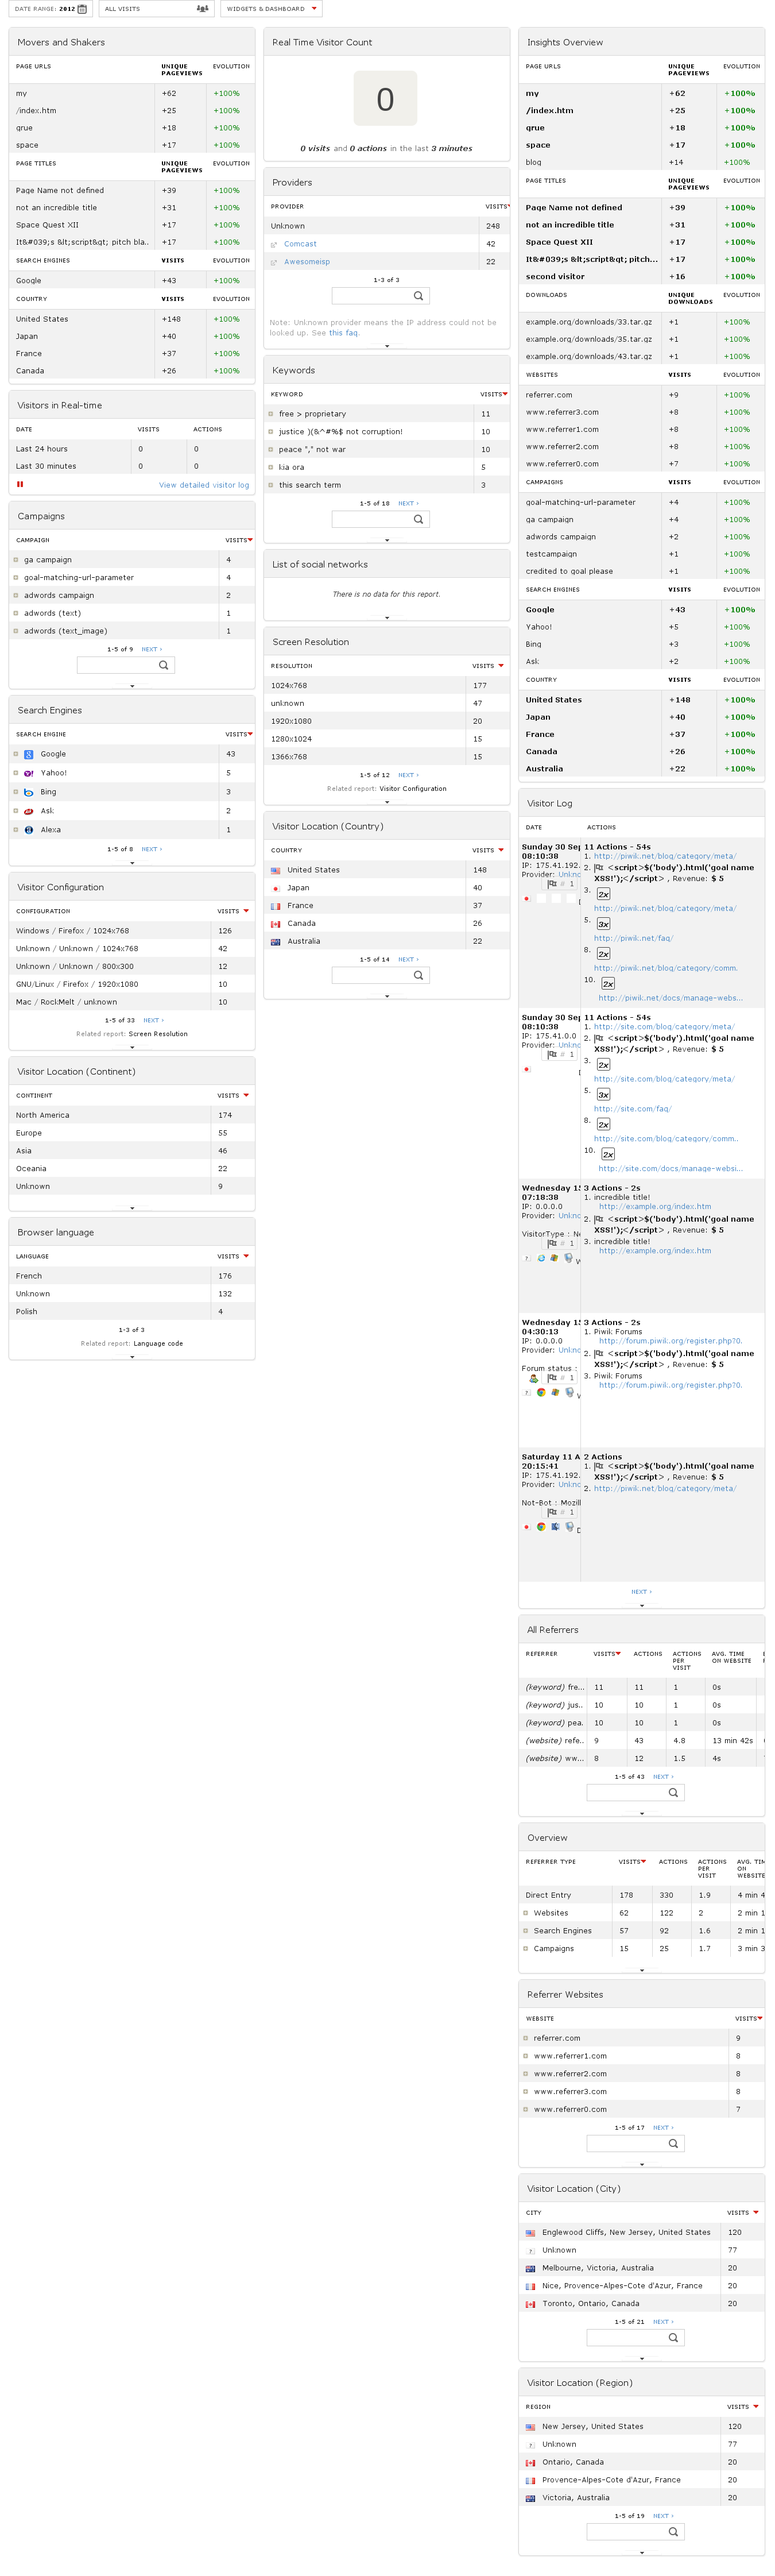 DATE RANGE: 2012
ALL VISITS
WIDGETS & DASHBOARD
Movers and Shakers
PAGE URLS UNIQUE PAGEVIEWS EVOLUTION
my +62 +100%
/index.htm +25 +100%
grue +18 +100%
space +17 +100%
PAGE TITLES UNIQUE PAGEVIEWS EVOLUTION
Page Name not defined +39 +100%
not an incredible title +31 +100%
Space Quest XII +17 +100%
It&#039;s &lt;script&gt; pitch bla.. +17 +100%
SEARCH ENGINES VISITS EVOLUTION
Google +43 +100%
COUNTRY VISITS EVOLUTION
United States +148 +100%
Japan +40 +100%
France +37 +100%
Canada +26 +100%
Visitors in Real-time
DATE VISITS ACTIONS
Last 24 hours 0 0
Last 30 minutes 0 0
View detailed visitor log
Campaigns
CAMPAIGN VISITS
ga campaign 4
goal-matching-url-parameter 4
adwords campaign 2
adwords (text) 1
adwords (text_image) 1
1-5 of 9 NEXT ›
Search Engines
SEARCH ENGINE VISITS
Google 43
Yahoo! 5
Bing 3
Ask 2
Alexa 1
1-5 of 8 NEXT ›
Visitor Configuration
CONFIGURATION VISITS
Windows / Firefox / 1024x768 126
Unknown / Unknown / 1024x768 42
Unknown / Unknown / 800x300 12
GNU/Linux / Firefox / 1920x1080 10
Mac / RockMelt / unknown 10
1-5 of 33 NEXT ›
Related report: Screen Resolution
Visitor Location (Continent)
CONTINENT VISITS
North America 174
Europe 55
Asia 46
Oceania 22
Unknown 9
Browser language
LANGUAGE VISITS
French 176
Unknown 132
Polish 4
1-3 of 3
Related report: Language code
Real Time Visitor Count
0
0 visits and 0 actions in the last 3 minutes
Providers
PROVIDER VISITS
Unknown 248
Comcast 42
Awesomeisp 22
1-3 of 3
Note: Unknown provider means the IP address could not be
looked up. See this faq.
Keywords
KEYWORD VISITS
free > proprietary 11
justice )(&^#%$ not corruption! 10
peace "," not war 10
kia ora 5
this search term 3
1-5 of 18 NEXT ›
List of social networks
There is no data for this report.
Screen Resolution
RESOLUTION VISITS
1024x768 177
unknown 47
1920x1080 20
1280x1024 15
1366x768 15
1-5 of 12 NEXT ›
Related report: Visitor Configuration
Visitor Location (Country)
COUNTRY VISITS
United States 148
Japan 40
France 37
Canada 26
Australia 22
1-5 of 14 NEXT ›
Insights Overview
PAGE URLS UNIQUE PAGEVIEWS EVOLUTION
my +62 +100%
/index.htm +25 +100%
grue +18 +100%
space +17 +100%
blog +14 +100%
PAGE TITLES UNIQUE PAGEVIEWS EVOLUTION
Page Name not defined +39 +100%
not an incredible title +31 +100%
Space Quest XII +17 +100%
It&#039;s &lt;script&gt; pitch... +17 +100%
second visitor +16 +100%
DOWNLOADS UNIQUE DOWNLOADS EVOLUTION
example.org/downloads/33.tar.gz +1 +100%
example.org/downloads/35.tar.gz +1 +100%
example.org/downloads/43.tar.gz +1 +100%
WEBSITES VISITS EVOLUTION
referrer.com +9 +100%
www.referrer3.com +8 +100%
www.referrer1.com +8 +100%
www.referrer2.com +8 +100%
www.referrer0.com +7 +100%
CAMPAIGNS VISITS EVOLUTION
goal-matching-url-parameter +4 +100%
ga campaign +4 +100%
adwords campaign +2 +100%
testcampaign +1 +100%
credited to goal please +1 +100%
SEARCH ENGINES VISITS EVOLUTION
Google +43 +100%
Yahoo! +5 +100%
Bing +3 +100%
Ask +2 +100%
COUNTRY VISITS EVOLUTION
United States +148 +100%
Japan +40 +100%
France +37 +100%
Canada +26 +100%
Australia +22 +100%
Visitor Log
DATE ACTIONS
Sunday 30 Sep 11 Actions - 54s
08:10:38 1. http://piwik.net/blog/category/meta/
IP: 175.41.192. 2. <script>$('body').html('goal name
Provider: Unkno XSS!');</script> , Revenue: $ 5
# 1 3. 2x
http://piwik.net/blog/category/meta/
5. 3x
http://piwik.net/faq/
8. 2x
http://piwik.net/blog/category/comm.
10. 2x
http://piwik.net/docs/manage-webs...
Sunday 30 Sep 11 Actions - 54s
08:10:38 1. http://site.com/blog/category/meta/
IP: 175.41.0.0 2. <script>$('body').html('goal name
Provider: Unkno XSS!');</script> , Revenue: $ 5
# 1 3. 2x
http://site.com/blog/category/meta/
5. 3x
http://site.com/faq/
8. 2x
http://site.com/blog/category/comm..
10. 2x
http://site.com/docs/manage-websi...
Wednesday 15 3 Actions - 2s
07:18:38 1. incredible title!
IP: 0.0.0.0 http://example.org/index.htm
Provider: Unkno 2. <script>$('body').html('goal name
XSS!');</script> , Revenue: $ 5
VisitorType : Ne
# 1 3. incredible title!
http://example.org/index.htm
Wednesday 15 3 Actions - 2s
04:30:13 1. Piwik Forums
IP: 0.0.0.0 http://forum.piwik.org/register.php?0.
Provider: Unkno 2. <script>$('body').html('goal name
XSS!');</script> , Revenue: $ 5
Forum status :
# 1 3. Piwik Forums
http://forum.piwik.org/register.php?0.
Saturday 11 A 2 Actions
20:15:41 1. <script>$('body').html('goal name
IP: 175.41.192. XSS!');</script> , Revenue: $ 5
Provider: Unkno 2. http://piwik.net/blog/category/meta/
Not-Bot : Mozill
# 1
NEXT ›
All Referrers
REFERRER VISITS ACTIONS ACTIONS PER VISIT AVG. TIME ON WEBSITE
(keyword) fre... 11 11 1 0s
(keyword) jus.. 10 10 1 0s
(keyword) pea. 10 10 1 0s
(website) refe.. 9 43 4.8 13 min 42s
(website) ww... 8 12 1.5 4s
1-5 of 43 NEXT ›
Overview
REFERRER TYPE VISITS ACTIONS ACTIONS PER VISIT AVG. TIM ON WEBSITE
Direct Entry 178 330 1.9 4 min 4
Websites 62 122 2 2 min 1
Search Engines 57 92 1.6 2 min 1
Campaigns 15 25 1.7 3 min 3
Referrer Websites
WEBSITE VISITS
referrer.com 9
www.referrer1.com 8
www.referrer2.com 8
www.referrer3.com 8
www.referrer0.com 7
1-5 of 17 NEXT ›
Visitor Location (City)
CITY VISITS
Englewood Cliffs, New Jersey, United States 120
Unknown 77
Melbourne, Victoria, Australia 20
Nice, Provence-Alpes-Cote d'Azur, France 20
Toronto, Ontario, Canada 20
1-5 of 21 NEXT ›
Visitor Location (Region)
REGION VISITS
New Jersey, United States 120
Unknown 77
Ontario, Canada 20
Provence-Alpes-Cote d'Azur, France 20
Victoria, Australia 20
1-5 of 19 NEXT ›